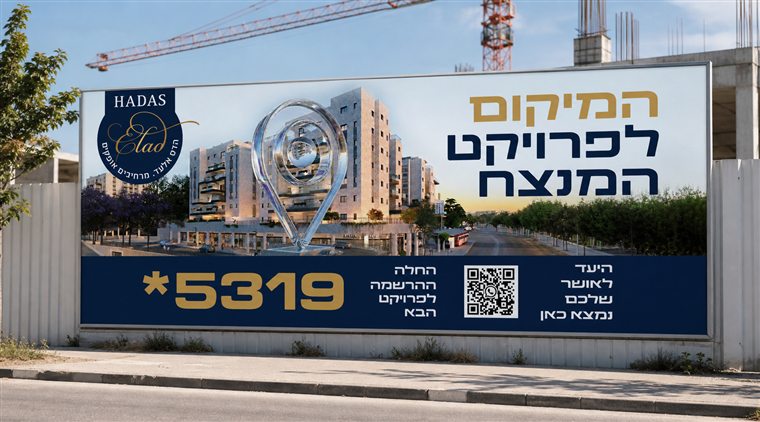 HADAS
Elad
הדס אלעד. מרחיבים אופקים
המיקום
לפרויקט
המנצח
*5319
החלה
ההרשמה
לפרויקט
הבא
היעד
לאושר
שלכם
נמצא כאן